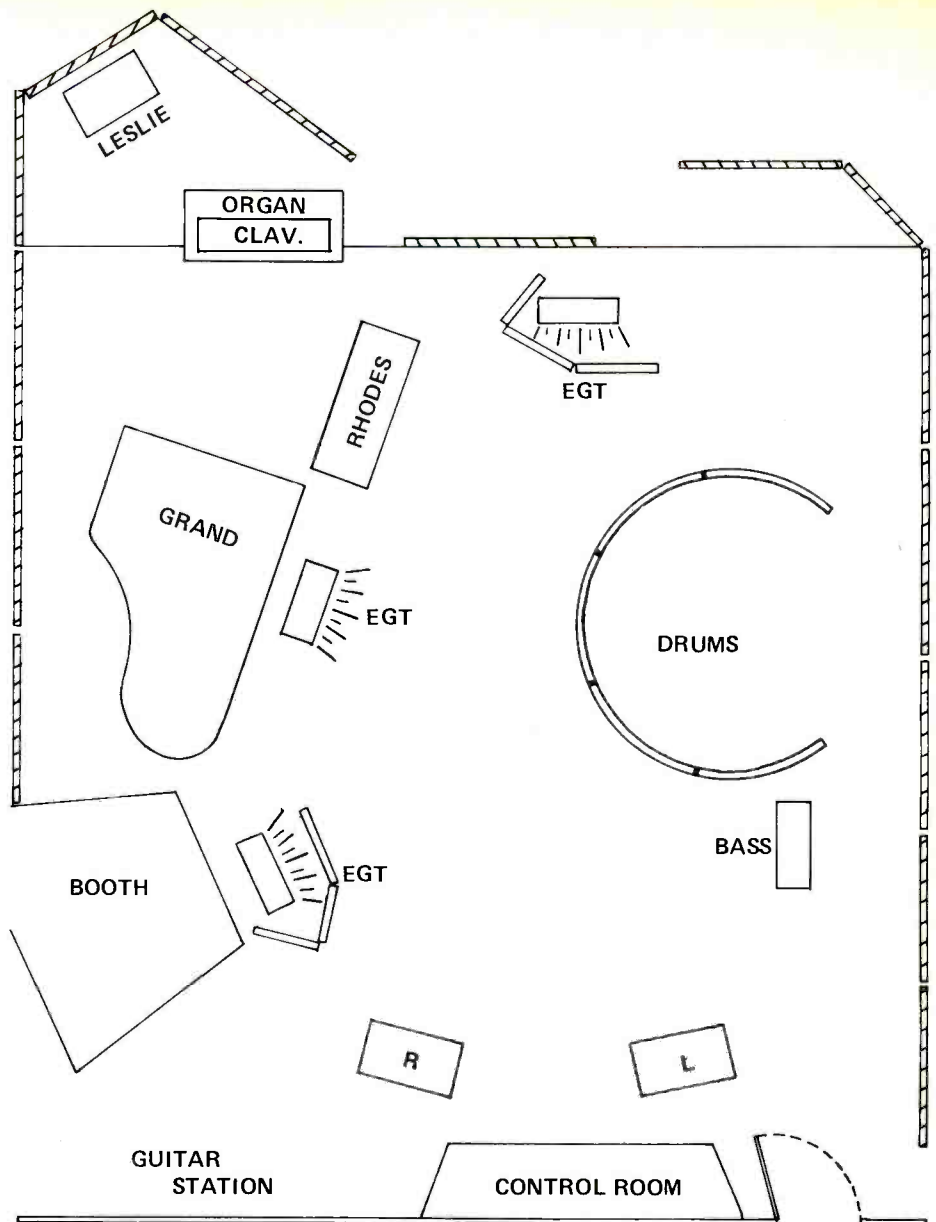 LESLIE
ORGAN
CLAV.
EGT
RHODES
GRAND
EGT
DRUMS
BASS
EGT
BOOTH
R
L
GUITAR
STATION
CONTROL ROOM